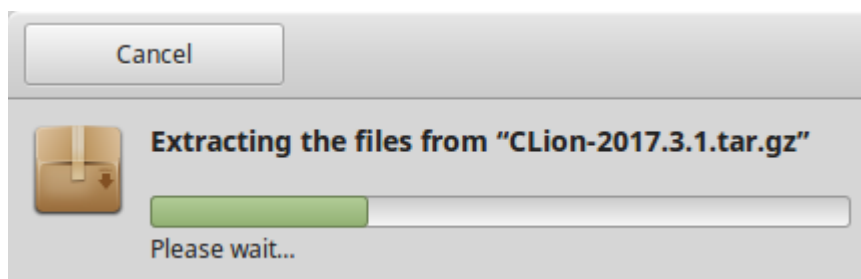 Cancel
Extracting the files from “CLion-2017.3.1.tar.gz”
Please wait...